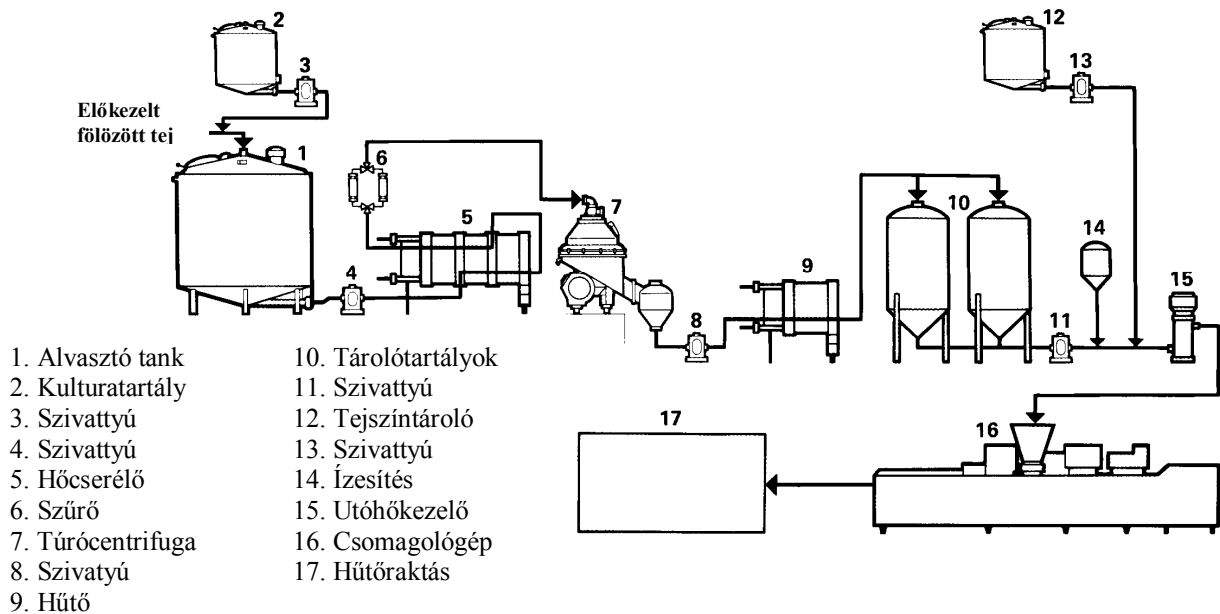 2
12
3
13
Előkezelt
fölözött tej
1
6
5
7
10
14
4
9
15
8
11
1. Alvasztó tank
2. Kulturatartály
3. Szivattyú
4. Szivattyú
5. Hőcserélő
6. Szűrő
7. Túrócentrifuga
8. Szivatyú
9. Hűtő
10. Tárolótartályok
11. Szivattyú
12. Tejszíntároló
13. Szivattyú
14. Ízesítés
15. Utóhőkezelő
16. Csomagológép
17. Hűtőraktás
17
16